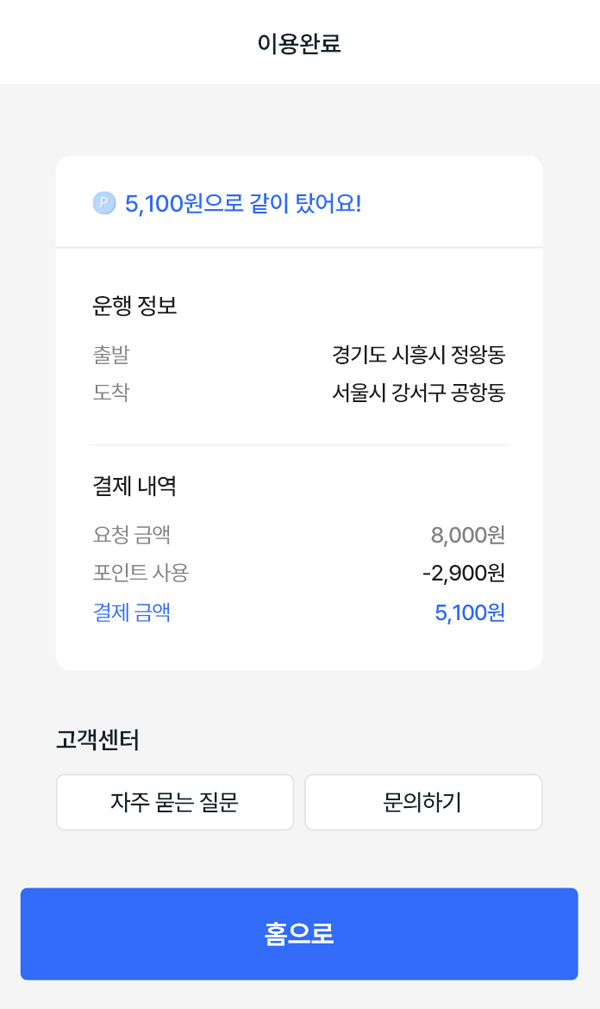 이용완료
P 5,100원으로 같이 탔어요!
운행 정보
출발 경기도 시흥시 정왕동
도착 서울시 강서구 공항동
결제 내역
요청 금액 8,000원
포인트 사용 -2,900원
결제 금액 5,100원
고객센터
자주 묻는 질문 문의하기
홈으로